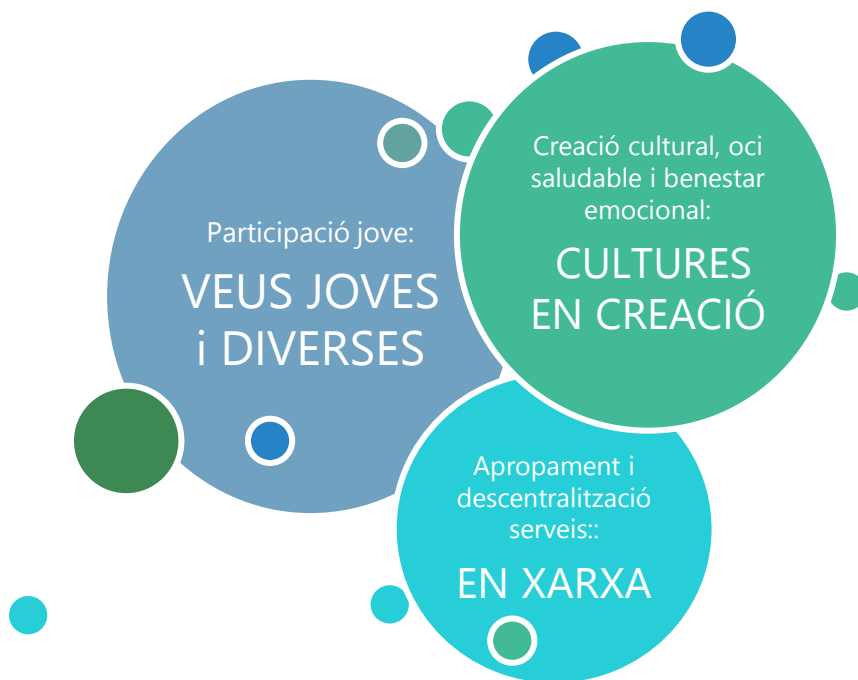 Participació jove:
VEUS JOVES
i DIVERSES
Creació cultural, oci
saludable i benestar
emocional:
CULTURES
EN CREACIÓ
Apropament i
descentralització
serveis::
EN XARXA